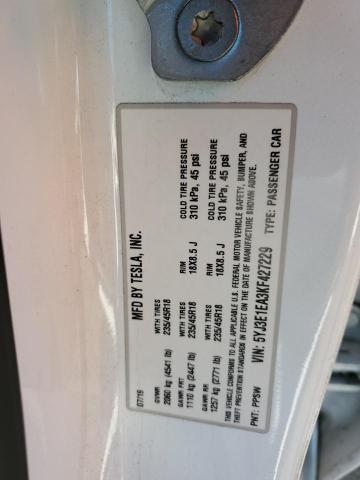 MFD BY TESLA, INC.
07/19
GVWR WITH TIRES RIM COLD TIRE PRESSURE
2060 kg (4541 lb) 235/45R18 18X8.5 J 310 kPa, 45 psi
GAWR FRT WITH TIRES RIM COLD TIRE PRESSURE
1110 kg (2447 lb) 235/45R18 18X8.5 J 310 kPa, 45 psi
GAWR RR
1257 kg (2771 lb) 235/45R18
THIS VEHICLE CONFORMS TO ALL APPLICABLE U.S. FEDERAL MOTOR VEHICLE SAFETY, BUMPER, AND
THEFT PREVENTION STANDARDS IN EFFECT ON THE DATE OF MANUFACTURE SHOWN ABOVE.
PNT: PPSW VIN: 5YJ3E1EA3KF427229 TYPE: PASSENGER CAR